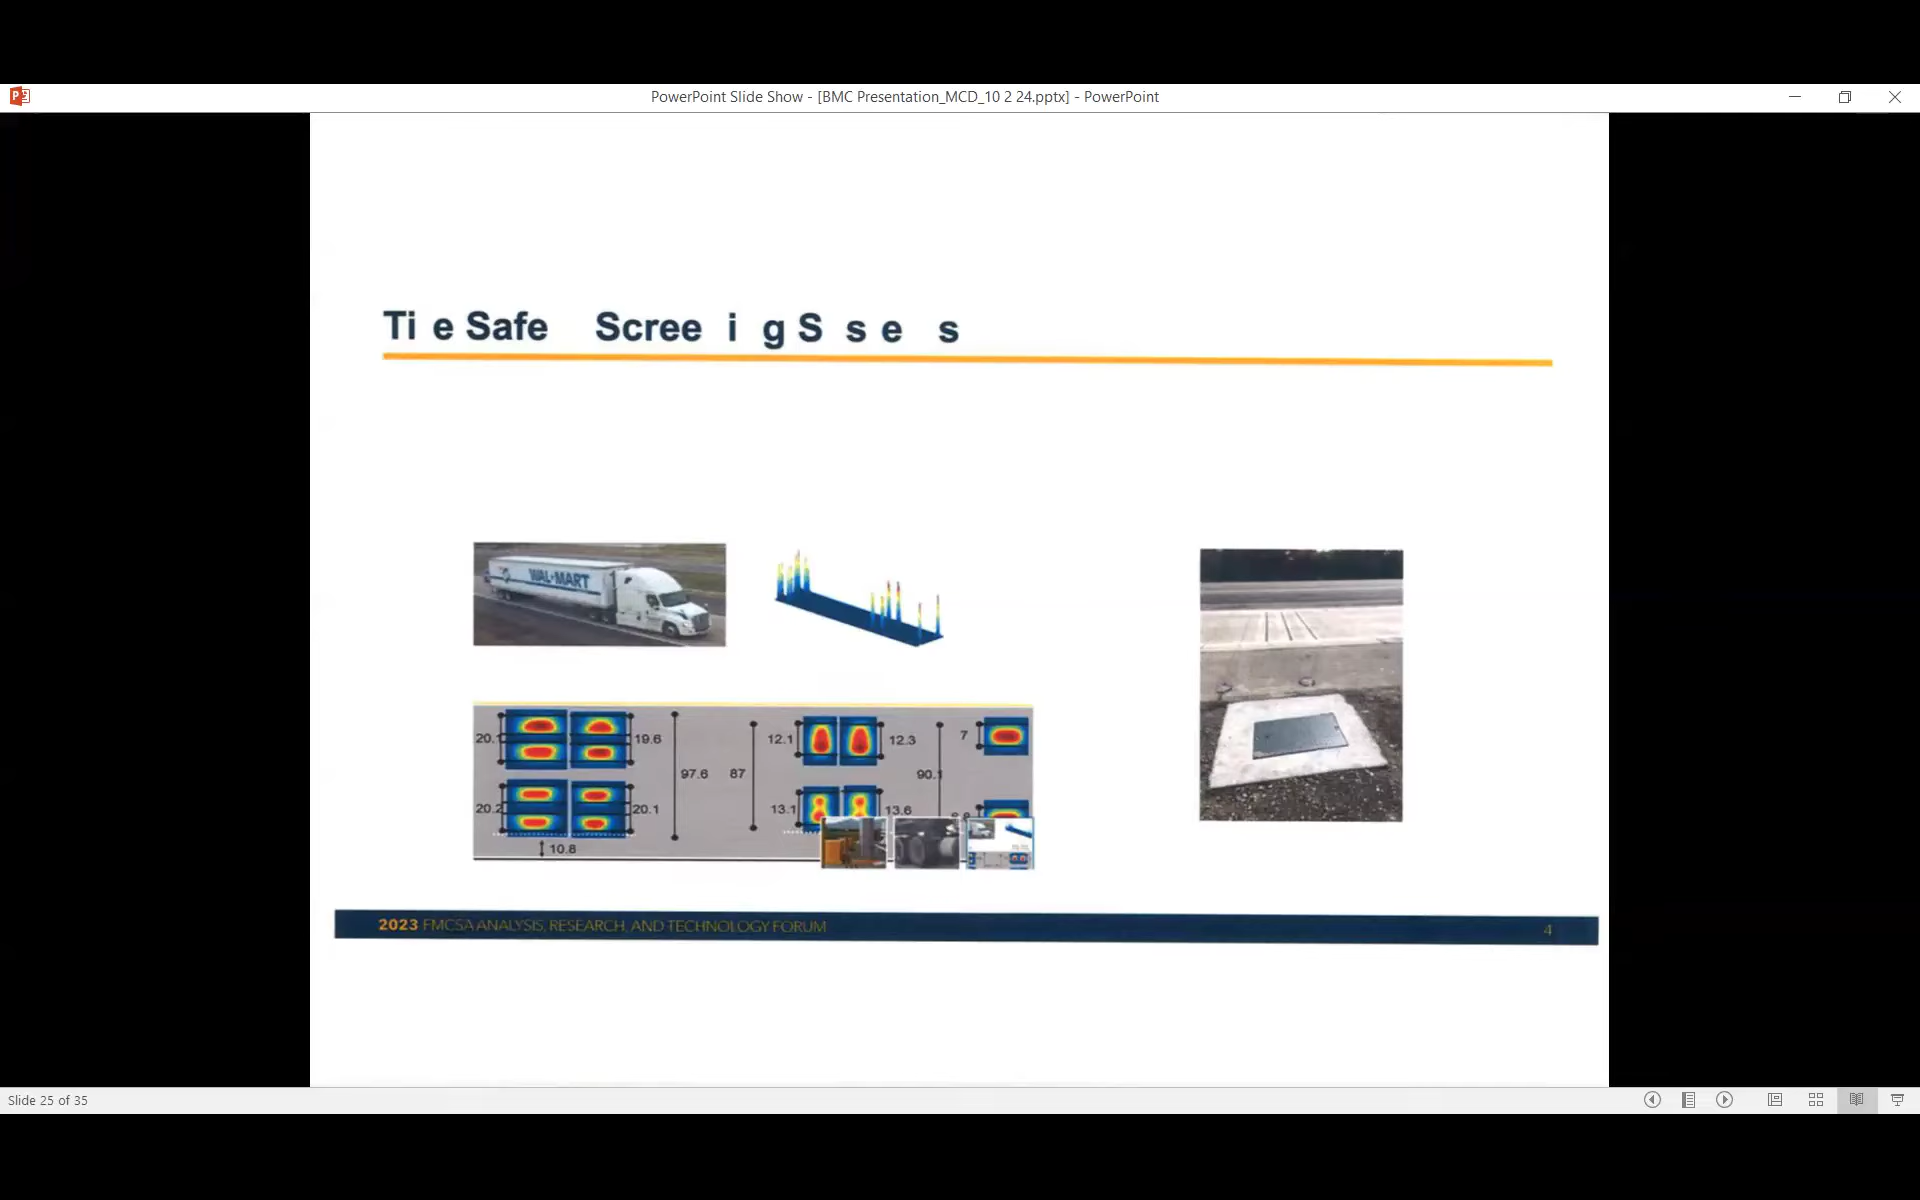 PowerPoint Slide Show - [BMC Presentation_MCD_10 2 24.pptx] - PowerPoint
Ti e Safe Scree i g S s e s
WAL★MART
20.1 19.6 12.1 12.3 7
97.6 87 90.1
20.2 20.1 13.1 13.6
10.8
2023 FMCSA ANALYSIS, RESEARCH, AND TECHNOLOGY FORUM 4
Slide 25 of 35